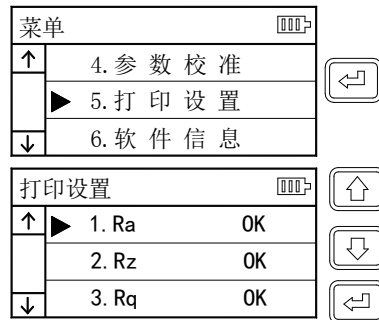 菜单
4.参 数 校 准
5.打 印 设 置
6.软 件 信 息
打印设置
1.Ra OK
2.Rz OK
3.Rq OK